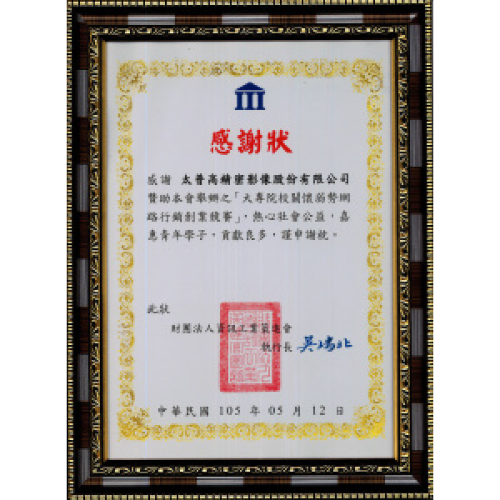 感謝狀
感謝 太普高精密影像股份有限公司
贊助本會舉辦之「大專院校關懷弱勢網
路行銷創業競賽」，熱心社會公益，嘉
惠青年學子，貢獻良多，謹申謝忱。
此狀
財團法人資訊工業策進會
執行長 吳瑞北
中華民國 105 年 05 月 12 日